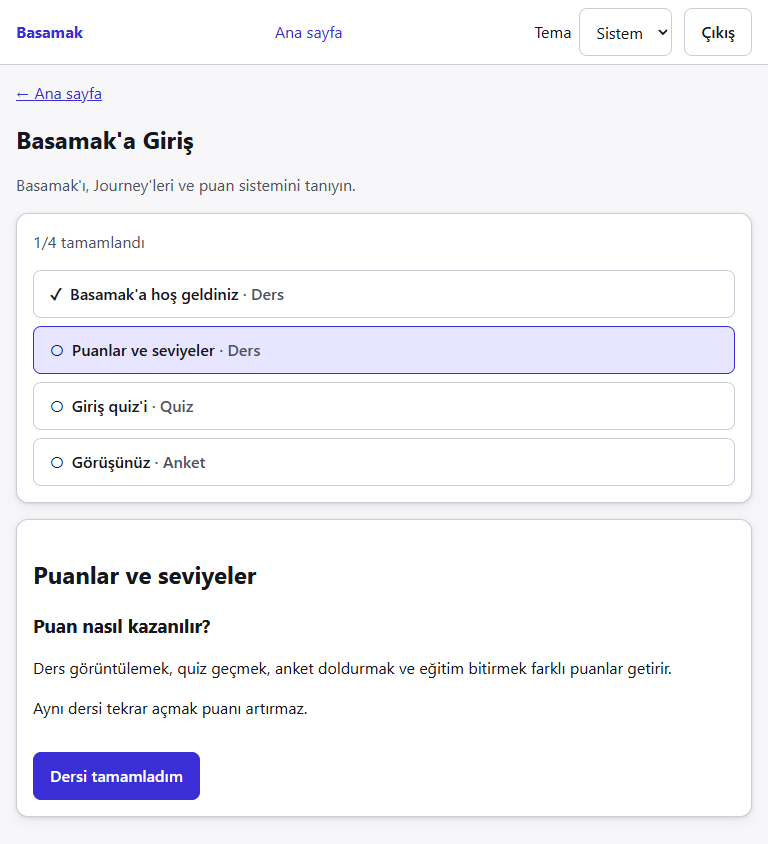 Basamak
Ana sayfa
Tema
Sistem
Çıkış
← Ana sayfa
Basamak'a Giriş
Basamak'ı, Journey'leri ve puan sistemini tanıyın.
1/4 tamamlandı
✓ Basamak'a hoş geldiniz · Ders
○ Puanlar ve seviyeler · Ders
○ Giriş quiz'i · Quiz
○ Görüşünüz · Anket
Puanlar ve seviyeler
Puan nasıl kazanılır?
Ders görüntülemek, quiz geçmek, anket doldurmak ve eğitim bitirmek farklı puanlar getirir.
Aynı dersi tekrar açmak puanı artırmaz.
Dersi tamamladım